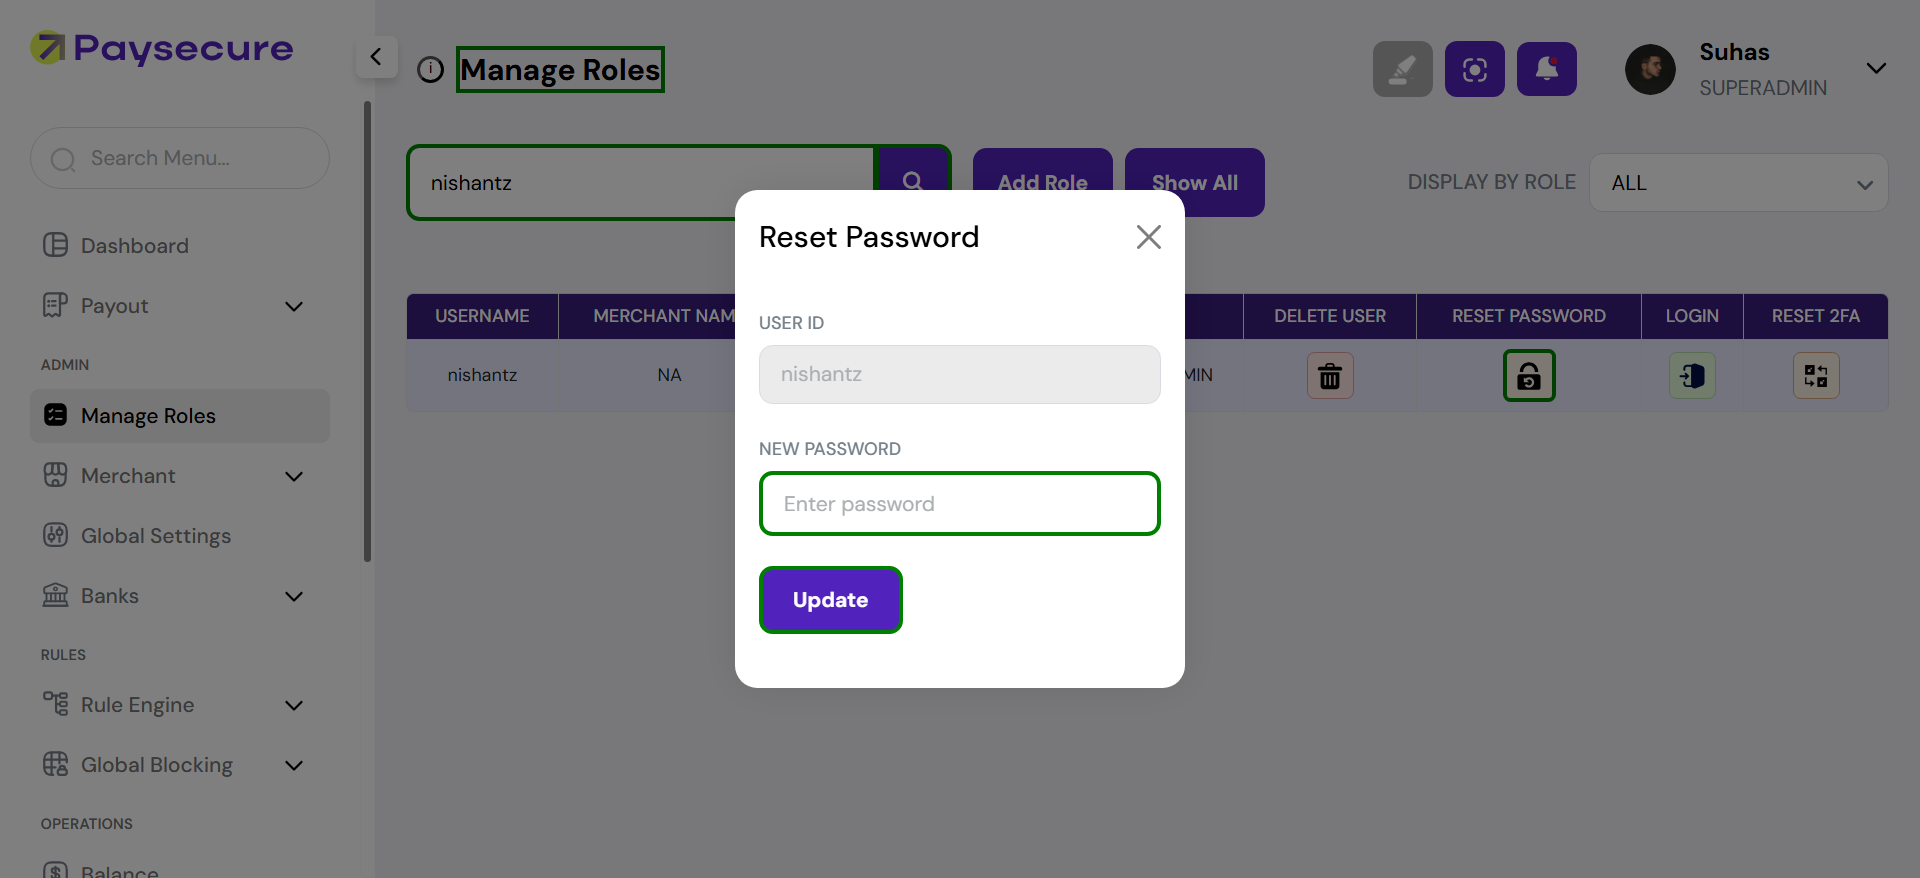 Paysecure
Search Menu...
Dashboard
Payout
ADMIN
Manage Roles
Merchant
Global Settings
Banks
RULES
Rule Engine
Global Blocking
OPERATIONS
Balance
Manage Roles
Suhas
SUPERADMIN
nishantz
Add Role
Show All
DISPLAY BY ROLE
ALL
USERNAME
MERCHANT NAM
DELETE USER
RESET PASSWORD
LOGIN
RESET 2FA
nishantz
NA
MIN
Reset Password
USER ID
nishantz
NEW PASSWORD
Enter password
Update